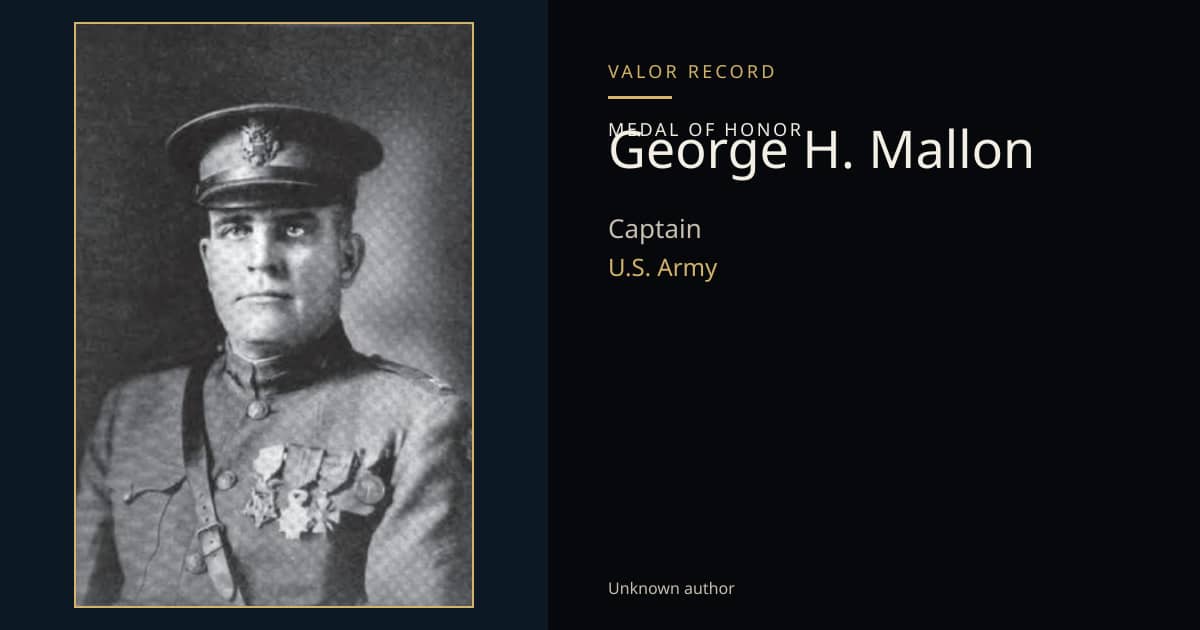 VALOR RECORD
MEDAL OF HONOR
George H. Mallon
Captain
U.S. Army
Unknown author